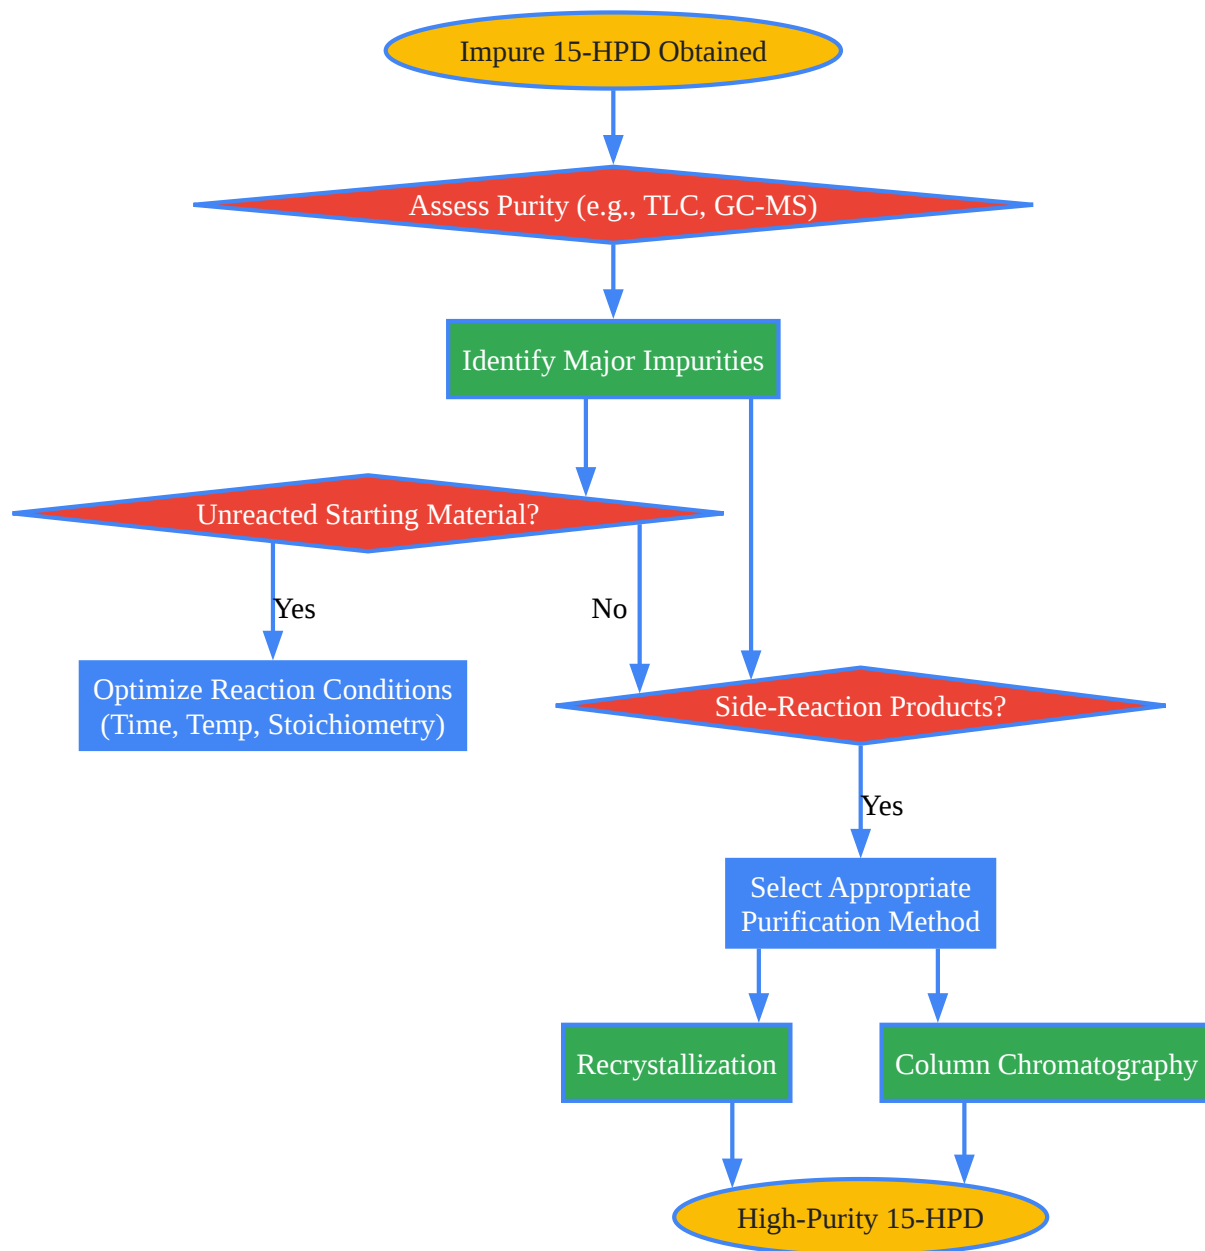 Impure 15-HPD Obtained
Assess Purity (e.g., TLC, GC-MS)
Identify Major Impurities
Unreacted Starting Material?
Yes
No
Optimize Reaction Conditions
(Time, Temp, Stoichiometry)
Side-Reaction Products?
Yes
Select Appropriate
Purification Method
Recrystallization
Column Chromatography
High-Purity 15-HPD